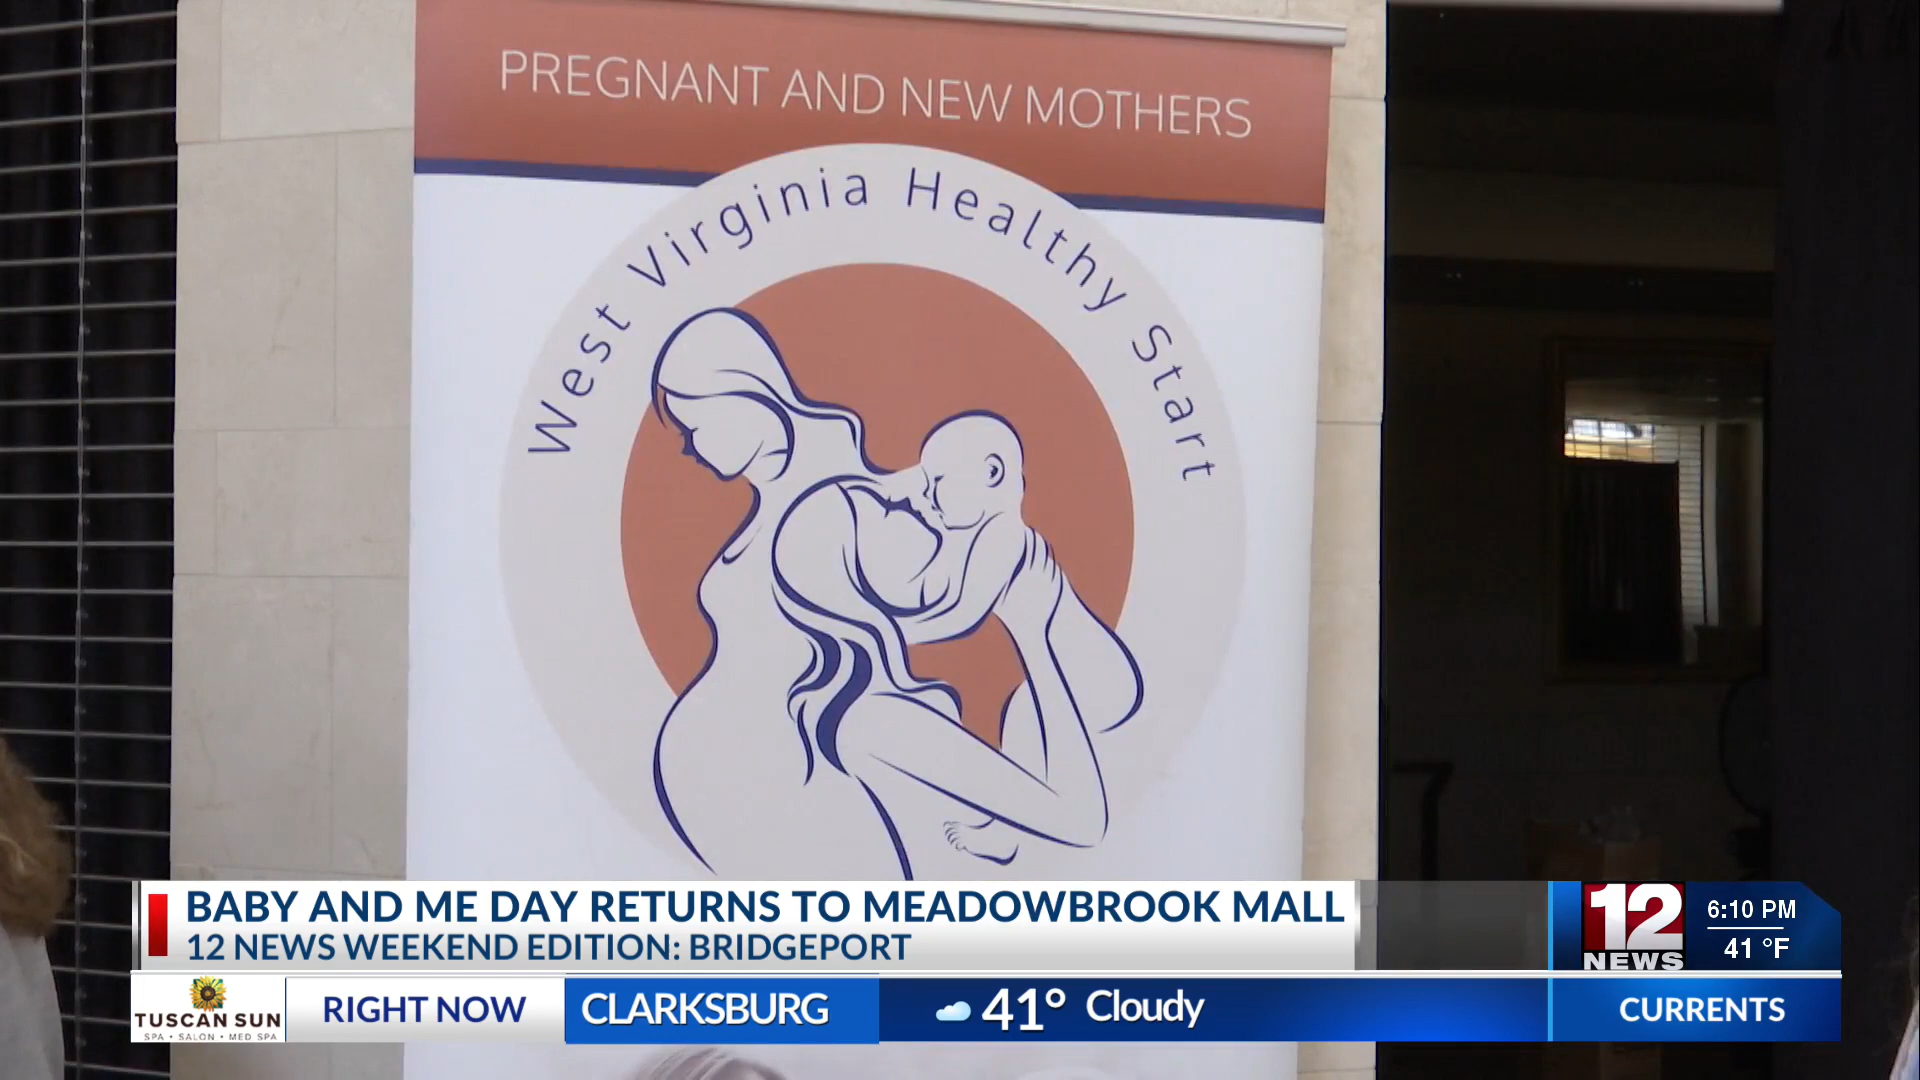 PREGNANT AND NEW MOTHERS
West Virginia Healthy Start
BABY AND ME DAY RETURNS TO MEADOWBROOK MALL
12 NEWS WEEKEND EDITION: BRIDGEPORT
12
NEWS
6:10 PM
41 °F
TUSCAN SUN
SPA • SALON • MED SPA
RIGHT NOW
CLARKSBURG
41° Cloudy
CURRENTS